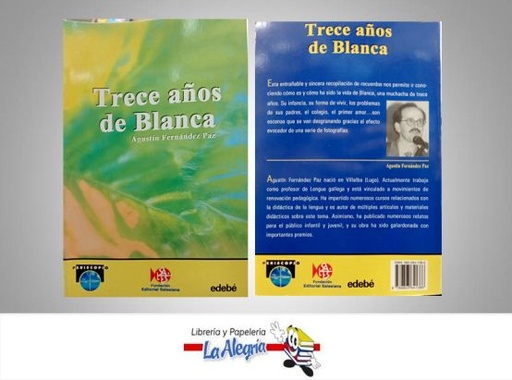 Trece años
de Blanca
Agustín Fernández Paz
PERISCOPIO
Fundación
Editorial Salesiana
edebé
Trece años
de Blanca
Esta entrañable y sincera recopilación de recuerdos nos permite ir cono-
ciendo cómo es y cómo ha sido la vida de Blanca, una muchacha de trece
años. Su infancia, su forma de vivir, los problemas
de sus padres, el colegio, el primer amor...son
escenas que se van desgranando gracias al efecto
evocador de una serie de fotografías.
Agustín Fernández Paz
Agustín Fernández Paz nació en Villalba (Lugo). Actualmente trabaja
como profesor de Lengua gallega y está vinculado a movimientos de
renovación pedagógica. Ha impartido numerosos cursos relacionados con
la didáctica de la lengua y es autor de múltiples artículos y materiales
didácticos sobre este tema. Asimismo, ha publicado numerosos relatos
para el público infantil y juvenil, y su obra ha sido galardonada con
importantes premios.
PERISCOPIO
Fundación
Editorial Salesiana
edebé
Librería y Papelería
La Alegría